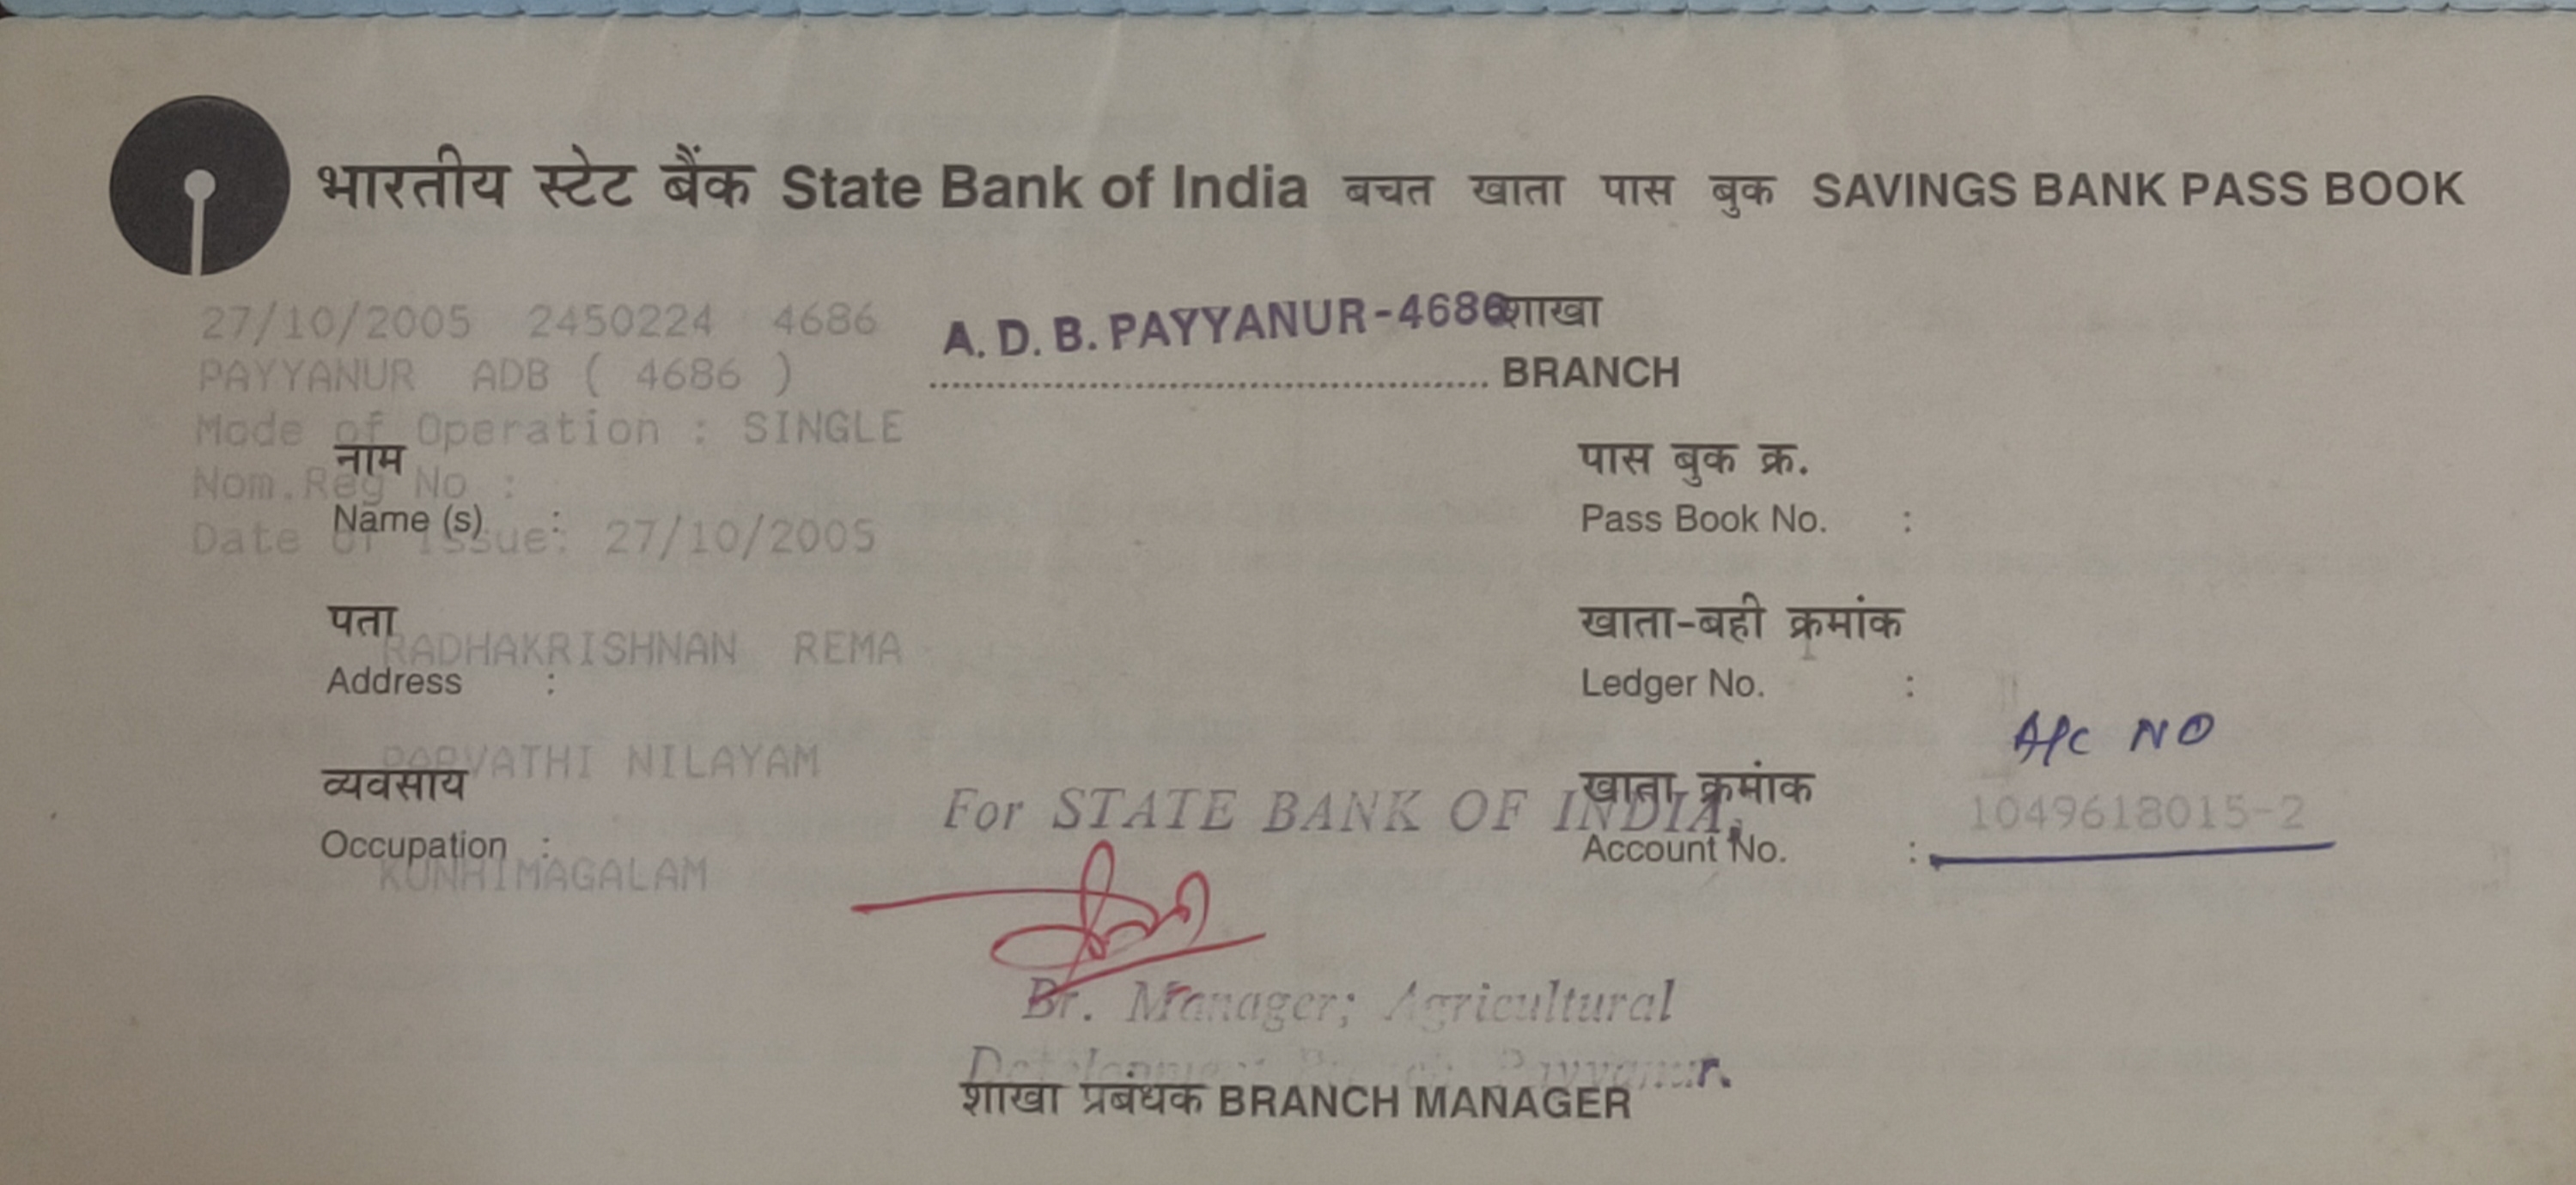 भारतीय स्टेट बैंक State Bank of India बचत खाता पास बुक SAVINGS BANK PASS BOOK
27/10/2005 2450224 4686
A. D. B. PAYYANUR-4686 शाखा
PAYYANUR ADB ( 4686 )
BRANCH
Mode of Operation : SINGLE
नाम
पास बुक क्र.
Nom.Reg No :
Name (s) :
Pass Book No. :
Date of Issue: 27/10/2005
पता
खाता-बही क्रमांक
RADHAKRISHNAN REMA
Address :
Ledger No. :
A/C NO
PARVATHI NILAYAM
व्यवसाय
खाता क्रमांक
For STATE BANK OF INDIA,
1049618015-2
Occupation :
Account No. :
KUNHIMAGALAM
Br. Manager; Agricultural
Development Branch Payyanur.
शाखा प्रबंधक BRANCH MANAGER